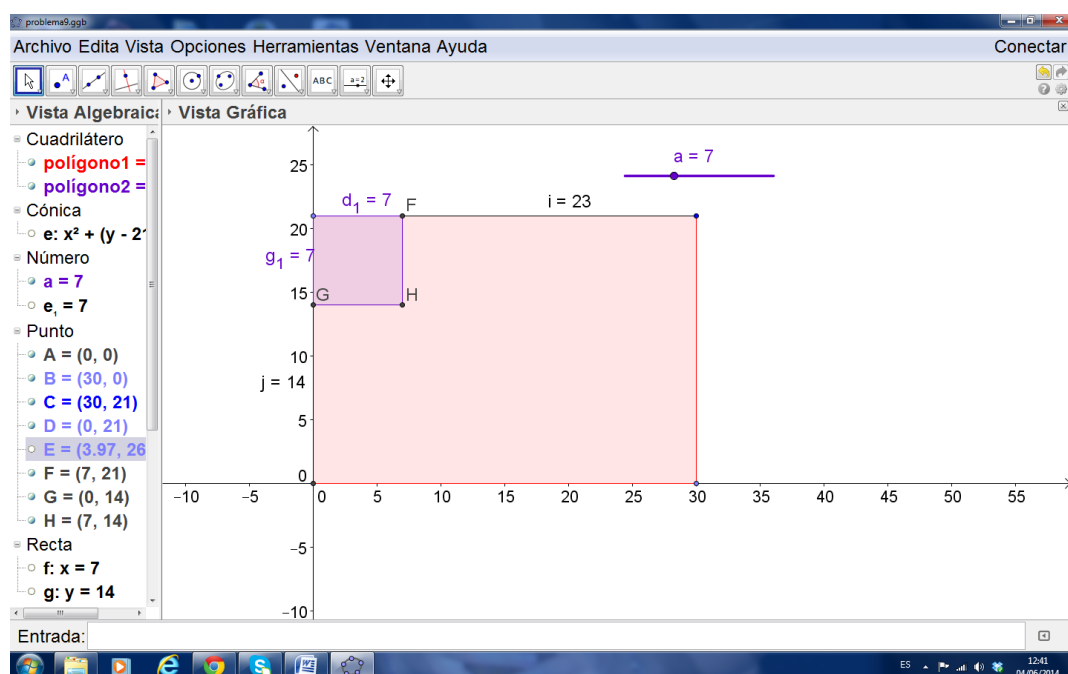 problema9.ggb
Archivo Edita Vista Opciones Herramientas Ventana Ayuda Conectar
ABC a=2
Vista Algebraica Vista Gráfica
Cuadrilátero
polígono1 =
polígono2 =
Cónica
e: x² + (y - 21
Número
a = 7
e₁ = 7
Punto
A = (0, 0)
B = (30, 0)
C = (30, 21)
D = (0, 21)
E = (3.97, 26
F = (7, 21)
G = (0, 14)
H = (7, 14)
Recta
f: x = 7
g: y = 14
a = 7
25
d₁ = 7 F i = 23
20
g₁ = 7
15 G H
10
j = 14
5
0
−10 −5 0 5 10 15 20 25 30 35 40 45 50 55
−5
−10
Entrada:
ES 12:41
04/06/2014